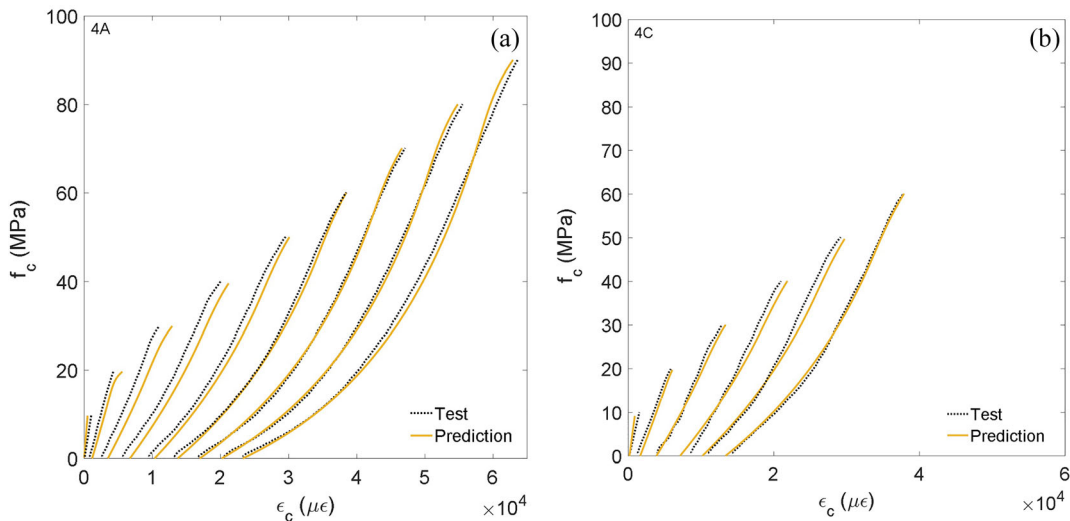 4A
(a)
100
80
60
40
20
0
f_c (MPa)
Test
Prediction
0 1 2 3 4 5 6
ϵ_c (με)
×10^4
4C
(b)
100
90
80
70
60
50
40
30
20
10
0
f_c (MPa)
Test
Prediction
0 2 4 6
ϵ_c (με)
×10^4